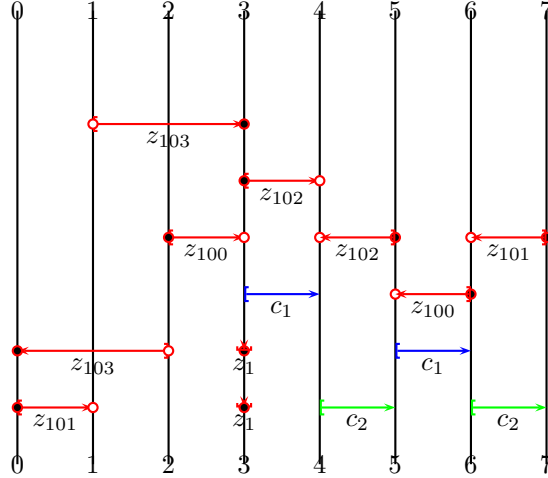 0 1 2 3 4 5 6 7
z₁₀₃
z₁₀₂
z₁₀₀ z₁₀₂ z₁₀₁
c₁ z₁₀₀
z₁₀₃ z₁ c₁
z₁₀₁ z₁ c₂ c₂
0 1 2 3 4 5 6 7